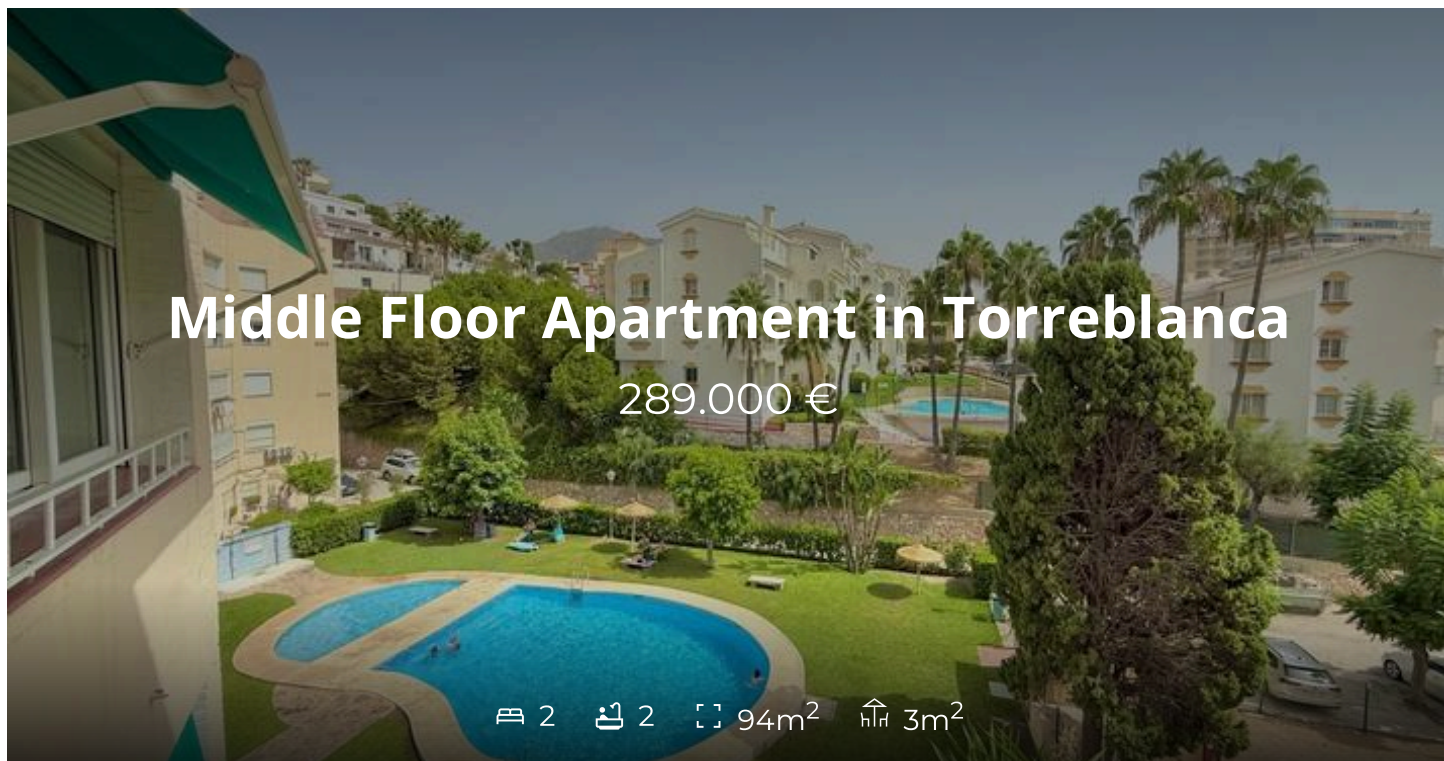 Middle Floor Apartment in Torreblanca
289.000 €
2 2 94m² 3m²